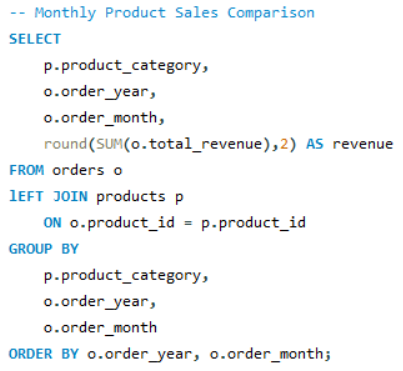 -- Monthly Product Sales Comparison
SELECT
    p.product_category,
    o.order_year,
    o.order_month,
    round(SUM(o.total_revenue),2) AS revenue
FROM orders o
lEFT JOIN products p
    ON o.product_id = p.product_id
GROUP BY
    p.product_category,
    o.order_year,
    o.order_month
ORDER BY o.order_year, o.order_month;